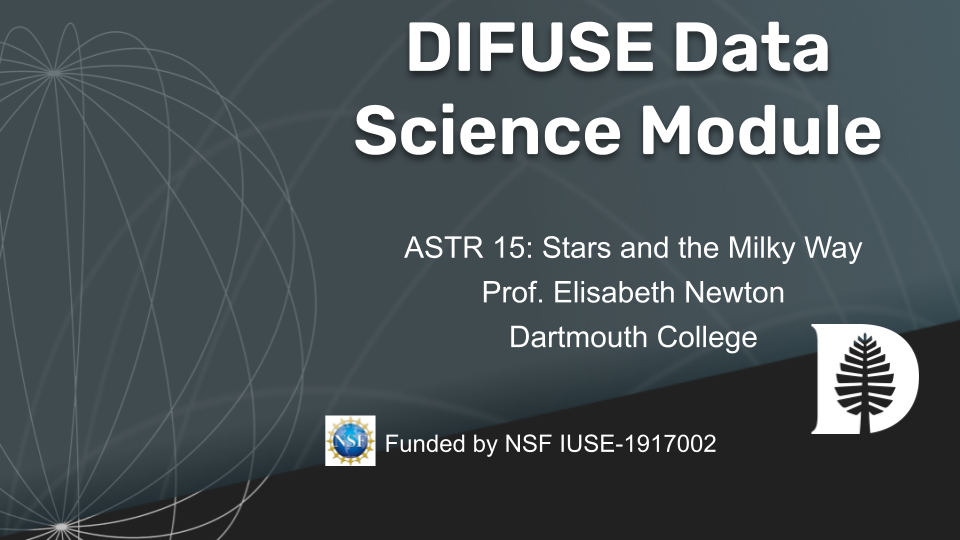 DIFUSE Data
Science Module
ASTR 15: Stars and the Milky Way
Prof. Elisabeth Newton
Dartmouth College
D
NSF
Funded by NSF IUSE-1917002